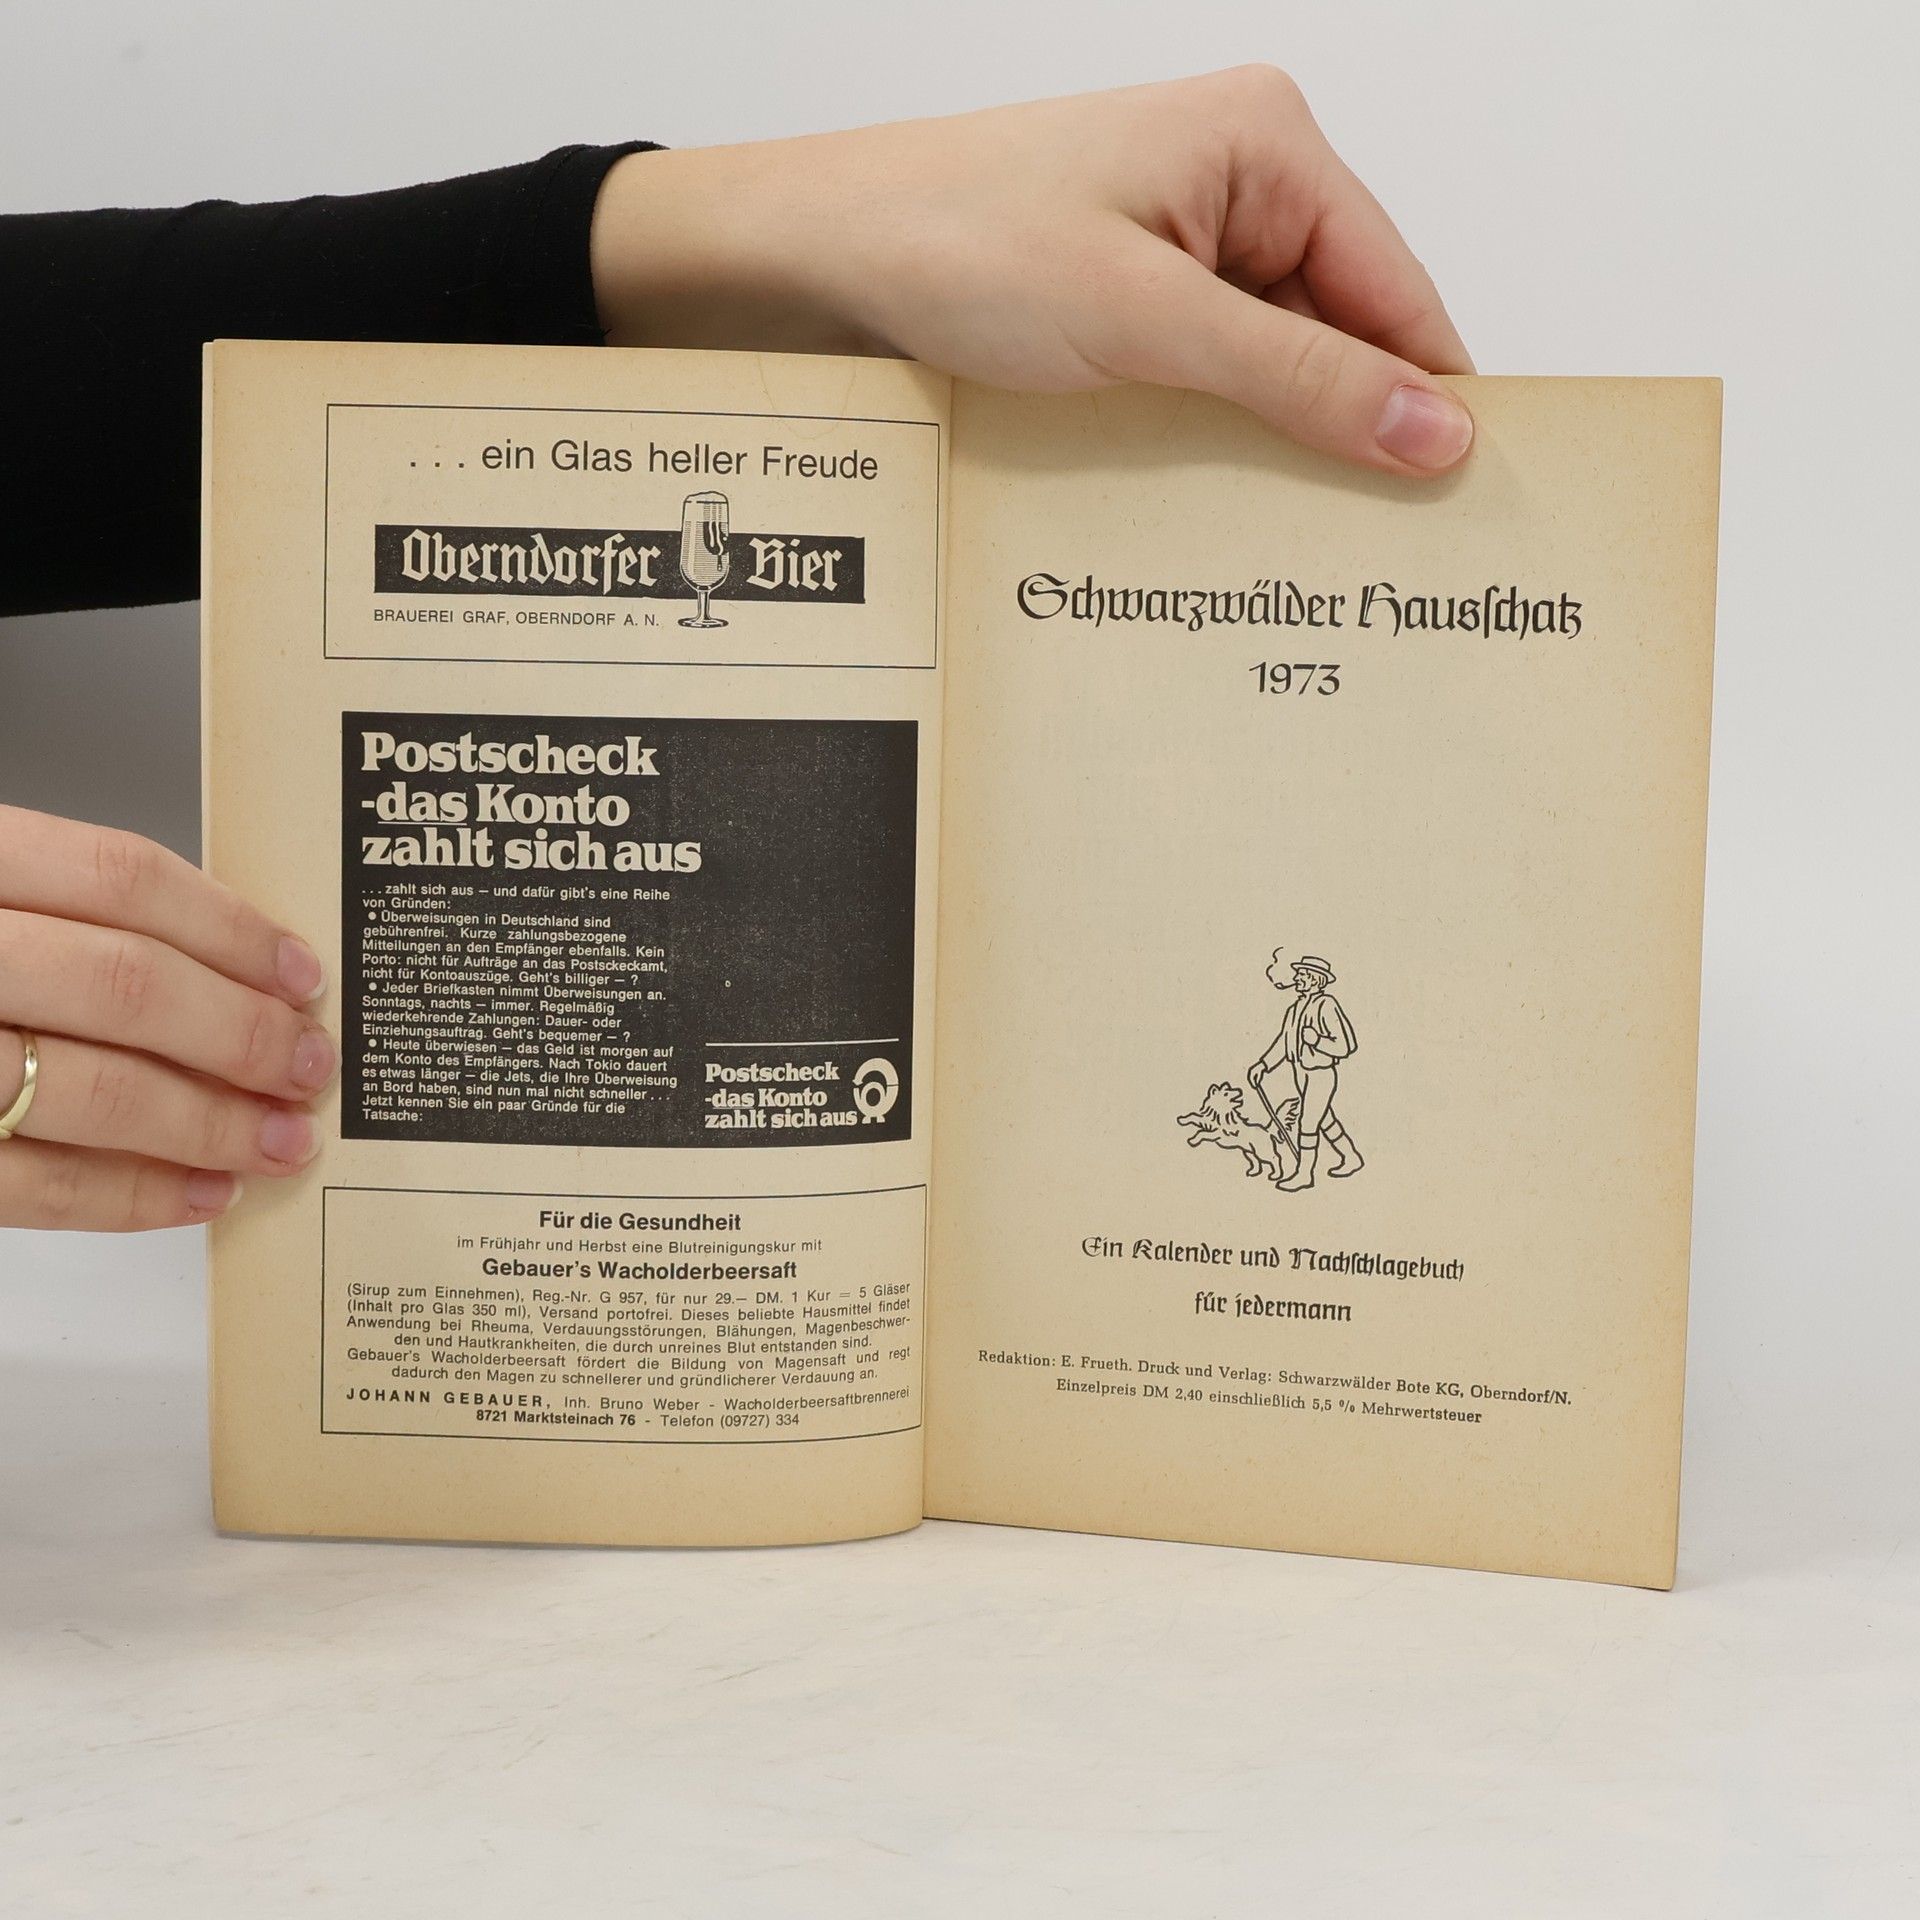 . . . ein Glas heller Freude
Oberndorfer Bier
BRAUEREI GRAF, OBERNDORF A. N.
Postscheck
-das Konto
zahlt sich aus
. . . zahlt sich aus — und dafür gibt's eine Reihe
von Gründen:
● Überweisungen in Deutschland sind
gebührenfrei. Kurze zahlungsbezogene
Mitteilungen an den Empfänger ebenfalls. Kein
Porto: nicht für Aufträge an das Postsckeckamt,
nicht für Kontoauszüge. Geht's billiger — ?
● Jeder Briefkasten nimmt Überweisungen an.
Sonntags, nachts — immer. Regelmäßig
wiederkehrende Zahlungen: Dauer- oder
Einziehungsauftrag. Geht's bequemer — ?
● Heute überwiesen — das Geld ist morgen auf
dem Konto des Empfängers. Nach Tokio dauert
es etwas länger — die Jets, die Ihre Überweisung
an Bord haben, sind nun mal nicht schneller . . .
Jetzt kennen Sie ein paar Gründe für die
Tatsache:
Postscheck
-das Konto
zahlt sich aus
Für die Gesundheit
im Frühjahr und Herbst eine Blutreinigungskur mit
Gebauer's Wacholderbeersaft
(Sirup zum Einnehmen), Reg.-Nr. G 957, für nur 29.— DM. 1 Kur = 5 Gläser
(Inhalt pro Glas 350 ml), Versand portofrei. Dieses beliebte Hausmittel findet
Anwendung bei Rheuma, Verdauungsstörungen, Blähungen, Magenbeschwer-
den und Hautkrankheiten, die durch unreines Blut entstanden sind.
Gebauer's Wacholderbeersaft fördert die Bildung von Magensaft und regt
dadurch den Magen zu schnellerer und gründlicherer Verdauung an.
JOHANN GEBAUER, Inh. Bruno Weber - Wacholderbeersaftbrennerei
8721 Marktsteinach 76 - Telefon (09727) 334
Schwarzwälder Hausſchatz
1973
Ein Kalender und Nachſchlagebuch
für jedermann
Redaktion: E. Frueth. Druck und Verlag: Schwarzwälder Bote KG, Oberndorf/N.
Einzelpreis DM 2,40 einschließlich 5,5 % Mehrwertsteuer